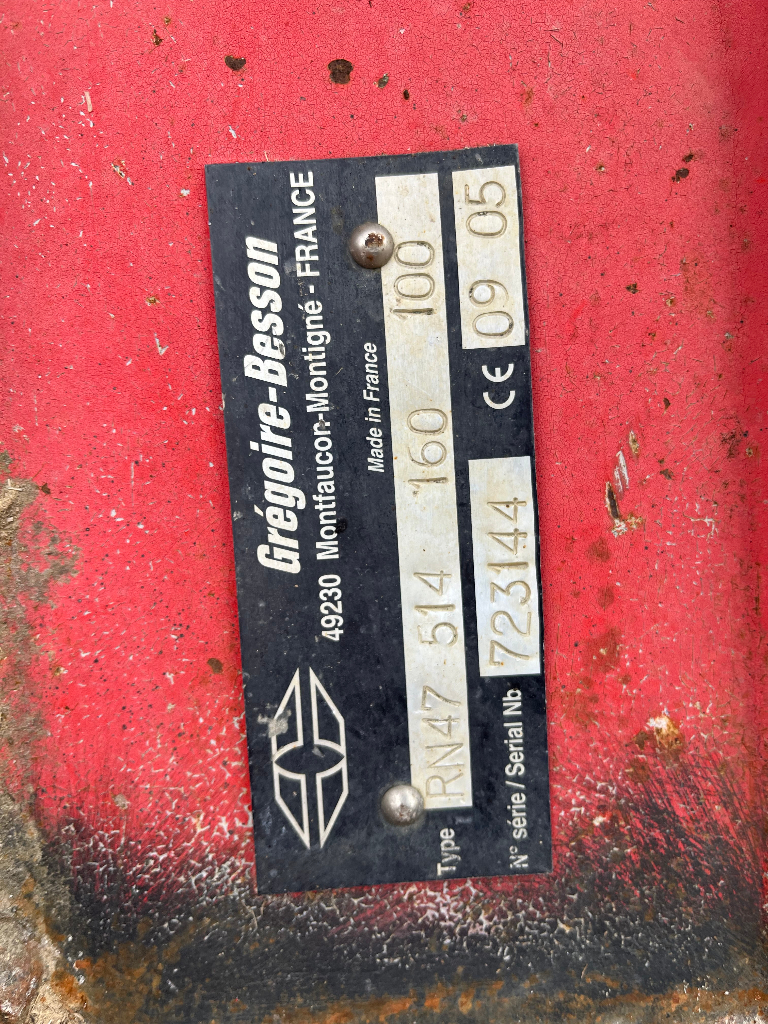 Grégoire-Besson
49230 Montfaucon-Montigné - FRANCE
Made in France
Type RN47 514 160 100
N° série / Serial Nb 723144 CE 09 05